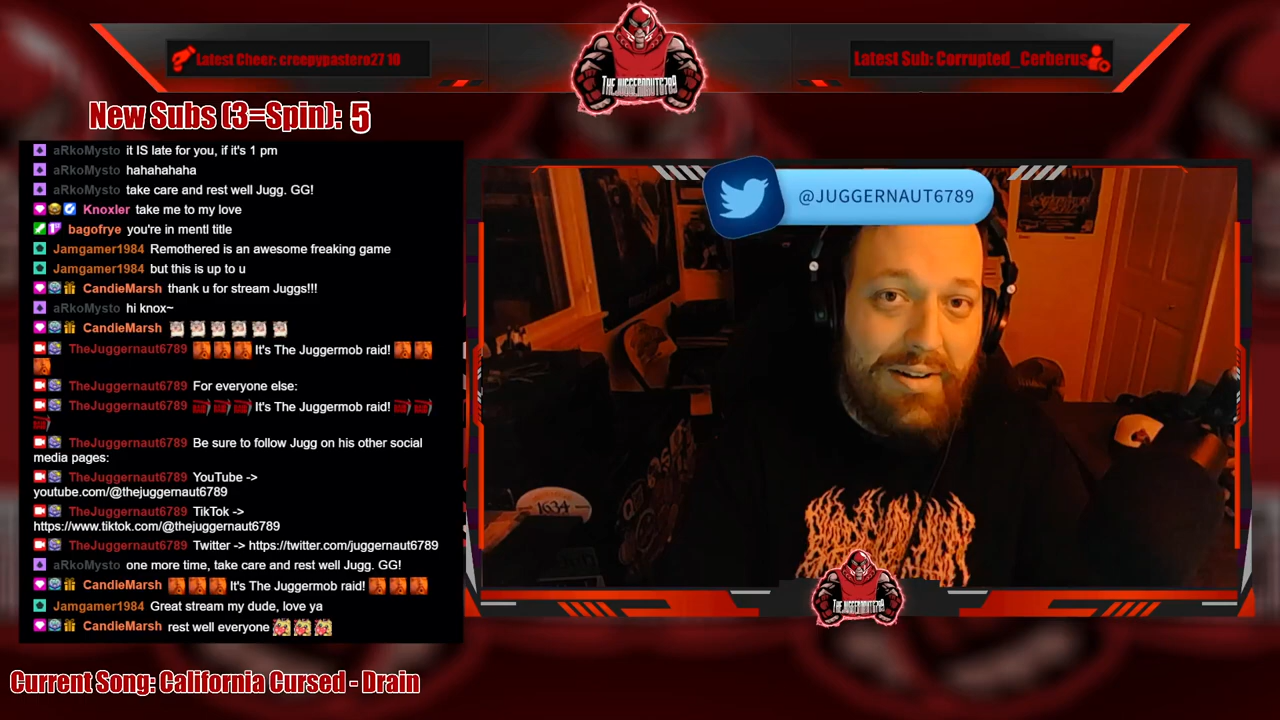 Latest Cheer: creepypastero27 10
THEJUGGERNAUT6789
Latest Sub: Corrupted_Cerberus
New Subs (3=Spin): 5
aRkoMysto it IS late for you, if it's 1 pm
aRkoMysto hahahahaha
aRkoMysto take care and rest well Jugg. GG!
Knoxler take me to my love
bagofrye you're in mentl title
Jamgamer1984 Remothered is an awesome freaking game
Jamgamer1984 but this is up to u
CandieMarsh thank u for stream Juggs!!!
aRkoMysto hi knox~
CandieMarsh
TheJuggernaut6789 It's The Juggermob raid!
TheJuggernaut6789 For everyone else:
TheJuggernaut6789 It's The Juggermob raid!
TheJuggernaut6789 Be sure to follow Jugg on his other social
media pages:
TheJuggernaut6789 YouTube ->
youtube.com/@thejuggernaut6789
TheJuggernaut6789 TikTok ->
https://www.tiktok.com/@thejuggernaut6789
TheJuggernaut6789 Twitter -> https://twitter.com/juggernaut6789
aRkoMysto one more time, take care and rest well Jugg. GG!
CandieMarsh It's The Juggermob raid!
Jamgamer1984 Great stream my dude, love ya
CandieMarsh rest well everyone
@JUGGERNAUT6789
1634
THEJUGGERNAUT6789
Current Song: California Cursed - Drain